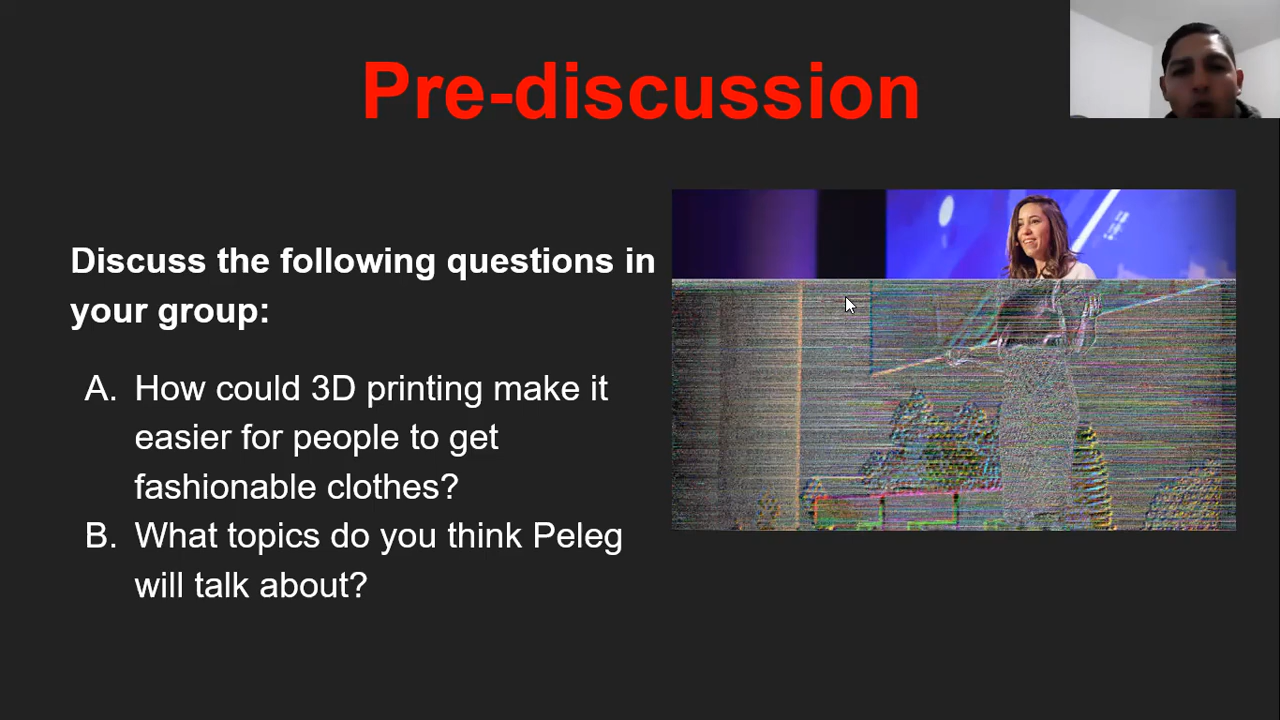 Pre-discussion
Discuss the following questions in
your group:
A. How could 3D printing make it
easier for people to get
fashionable clothes?
B. What topics do you think Peleg
will talk about?